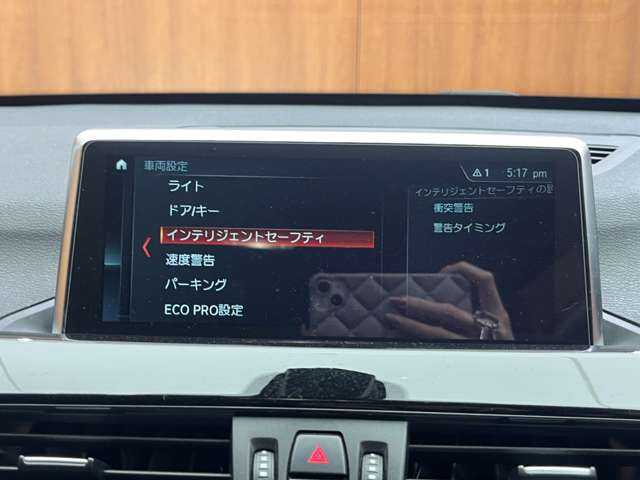 車両設定
1 5:17 pm
ライト
ドア/キー
インテリジェントセーフティ
速度警告
パーキング
ECO PRO設定
インテリジェントセーフティの
衝突警告
警告タイミング